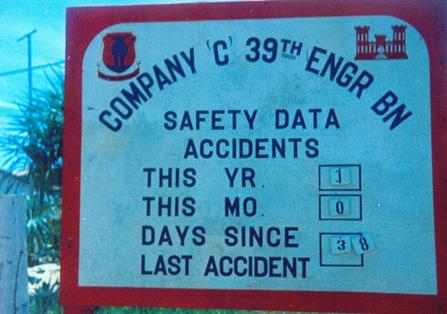 COMPANY 'C' 39TH ENGR BN
SAFETY DATA
ACCIDENTS
THIS YR. 1
THIS MO. 0
DAYS SINCE
LAST ACCIDENT 38